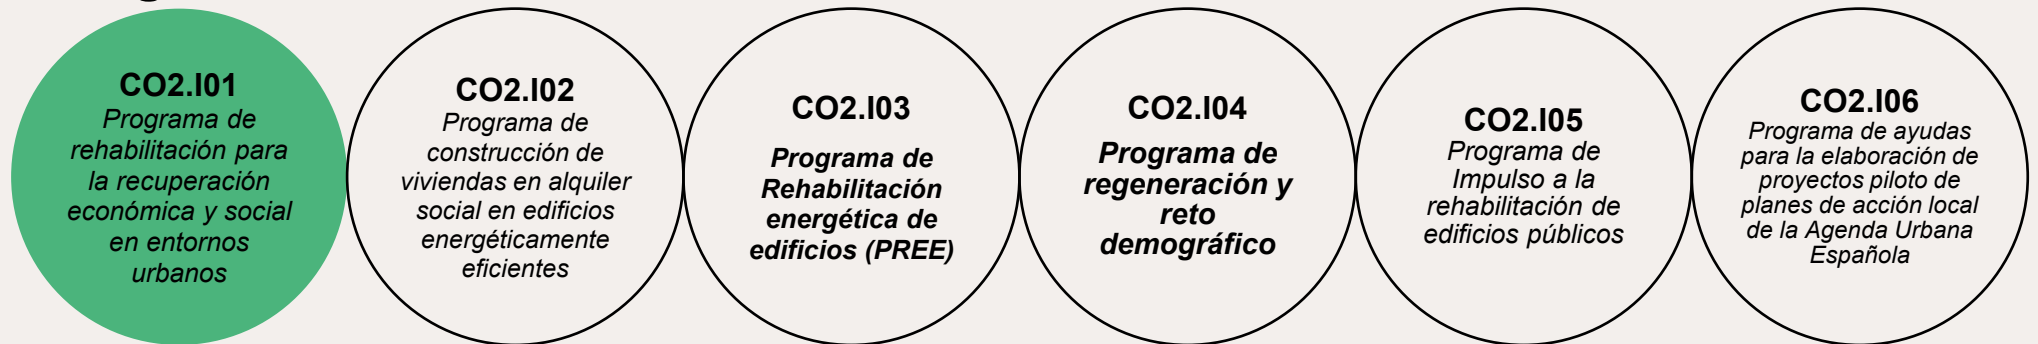 CO2.I01
Programa de
rehabilitación para
la recuperación
económica y social
en entornos
urbanos
CO2.I02
Programa de
construcción de
viviendas en alquiler
social en edificios
energéticamente
eficientes
CO2.I03
Programa de
Rehabilitación
energética de
edificios (PREE)
CO2.I04
Programa de
regeneración y
reto
demográfico
CO2.I05
Programa de
Impulso a la
rehabilitación de
edificios públicos
CO2.I06
Programa de ayudas
para la elaboración de
proyectos piloto de
planes de acción local
de la Agenda Urbana
Española